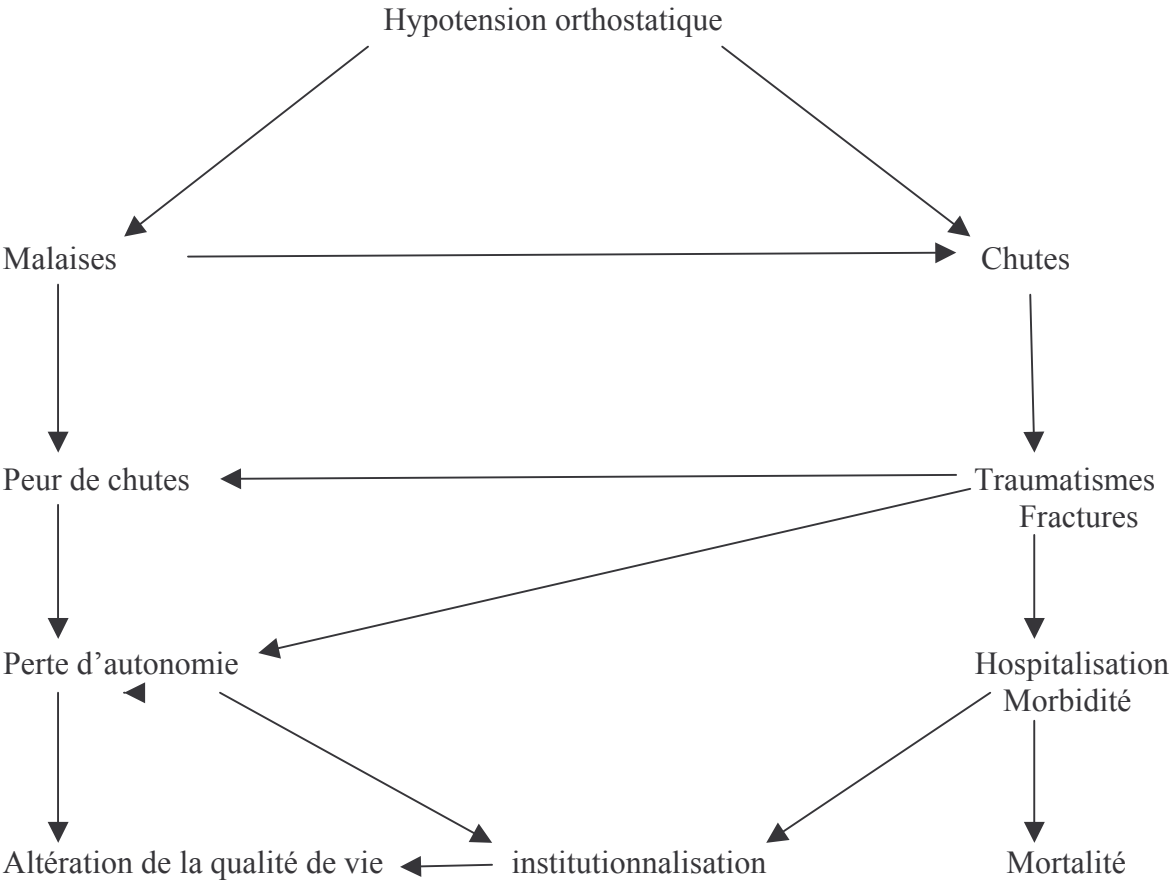 Hypotension orthostatique
Malaises
Chutes
Peur de chutes
Traumatismes
Fractures
Perte d'autonomie
Hospitalisation
Morbidité
Altération de la qualité de vie
institutionnalisation
Mortalité